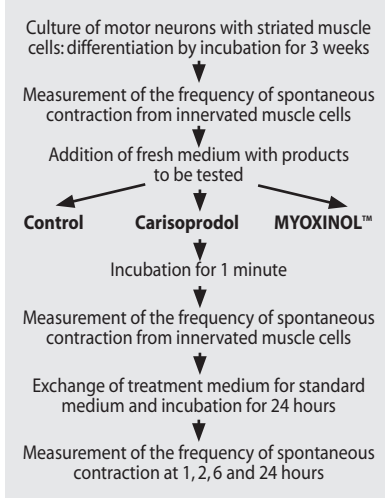 Culture of motor neurons with striated muscle
cells: differentiation by incubation for 3 weeks
Measurement of the frequency of spontaneous
contraction from innervated muscle cells
Addition of fresh medium with products
to be tested
Control Carisoprodol MYOXINOL™
Incubation for 1 minute
Measurement of the frequency of spontaneous
contraction from innervated muscle cells
Exchange of treatment medium for standard
medium and incubation for 24 hours
Measurement of the frequency of spontaneous
contraction at 1, 2, 6 and 24 hours